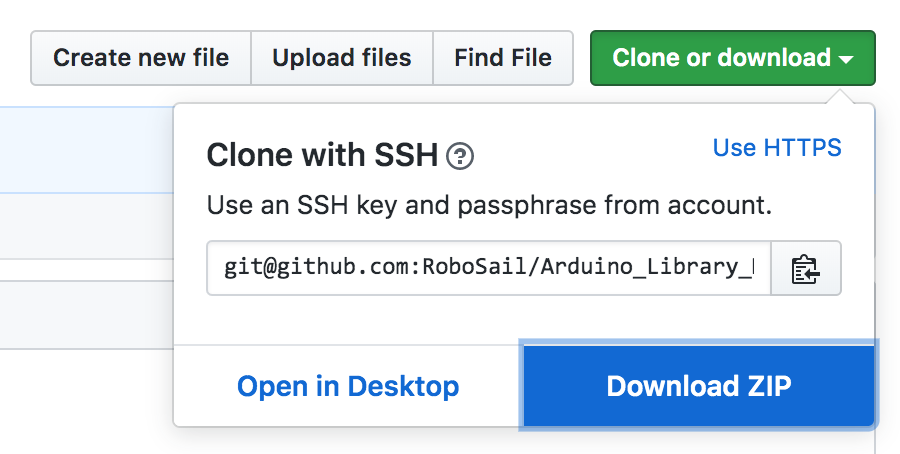 Create new file Upload files Find File Clone or download
Clone with SSH ? Use HTTPS
Use an SSH key and passphrase from account.
git@github.com:RoboSail/Arduino_Library_
Open in Desktop Download ZIP